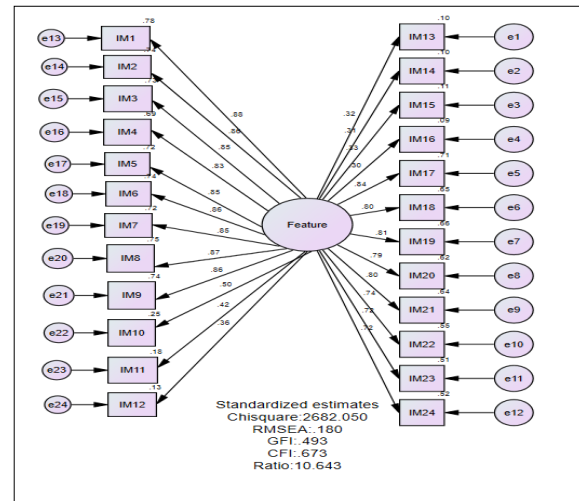 .78
e13
IM1
e14
IM2
e15
IM3
.69
e16
IM4
.72
e17
IM5
.74
e18
IM6
.72
e19
IM7
.75
e20
IM8
.74
e21
IM9
.25
e22
IM10
.18
e23
IM11
.13
e24
IM12
.88
.86
.85
.83
.85
.86
.85
.87
.86
.50
.42
.36
Feature
.32
.31
.33
.30
.84
.80
.81
.79
.80
.74
.72
.72
.10
IM13
e1
.10
IM14
e2
.11
IM15
e3
.09
IM16
e4
.71
IM17
e5
.65
IM18
e6
.66
IM19
e7
.62
IM20
e8
.64
IM21
e9
.55
IM22
e10
.51
IM23
e11
.52
IM24
e12
Standardized estimates
Chisquare:2682.050
RMSEA:.180
GFI:.493
CFI:.673
Ratio:10.643